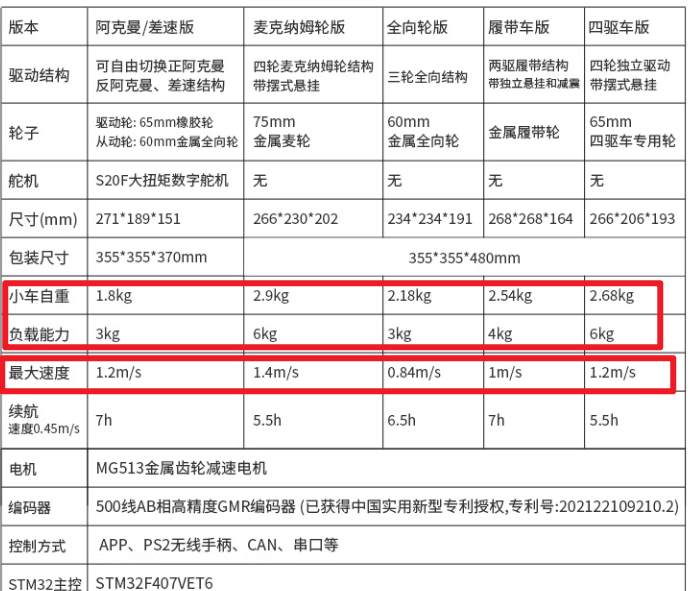 版本 阿克曼/差速版 麦克纳姆轮版 全向轮版 履带车版 四驱车版
驱动结构 可自由切换正阿克曼 四轮麦克纳姆轮结构 三轮全向结构 两驱履带结构 四轮独立驱动
反阿克曼、差速结构 带摆式悬挂 带独立悬挂和减震 带摆式悬挂
轮子 驱动轮: 65mm橡胶轮 75mm 60mm 金属履带轮 65mm
从动轮: 60mm金属全向轮 金属麦轮 金属全向轮 四驱车专用轮
舵机 S20F大扭矩数字舵机 无 无 无 无
尺寸(mm) 271*189*151 266*230*202 234*234*191 268*268*164 266*206*193
包装尺寸 355*355*370mm 355*355*480mm
小车自重 1.8kg 2.9kg 2.18kg 2.54kg 2.68kg
负载能力 3kg 6kg 3kg 4kg 6kg
最大速度 1.2m/s 1.4m/s 0.84m/s 1m/s 1.2m/s
续航 7h 5.5h 6.5h 7h 5.5h
速度0.45m/s
电机 MG513金属齿轮减速电机
编码器 500线AB相高精度GMR编码器 (已获得中国实用新型专利授权,专利号:202122109210.2)
控制方式 APP、PS2无线手柄、CAN、串口等
STM32主控 STM32F407VET6